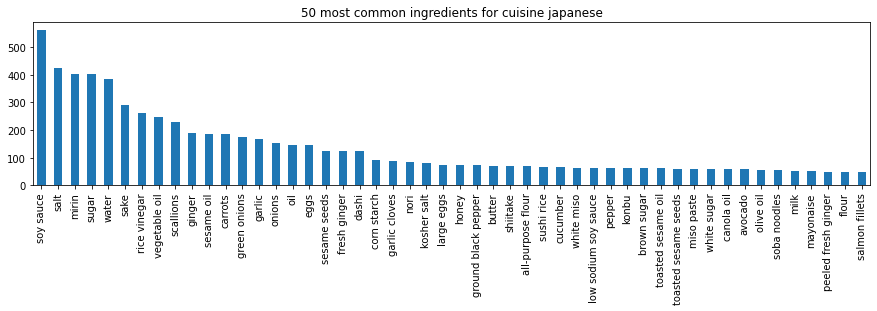 50 most common ingredients for cuisine japanese
500
400
300
200
100
0
soy sauce
salt
mirin
sugar
water
sake
rice vinegar
vegetable oil
scallions
ginger
sesame oil
carrots
green onions
garlic
onions
oil
eggs
sesame seeds
fresh ginger
dashi
corn starch
garlic cloves
nori
kosher salt
large eggs
honey
ground black pepper
butter
shiitake
all-purpose flour
sushi rice
cucumber
white miso
low sodium soy sauce
pepper
konbu
brown sugar
toasted sesame oil
toasted sesame seeds
miso paste
white sugar
canola oil
avocado
olive oil
soba noodles
milk
mayonaise
peeled fresh ginger
flour
salmon fillets